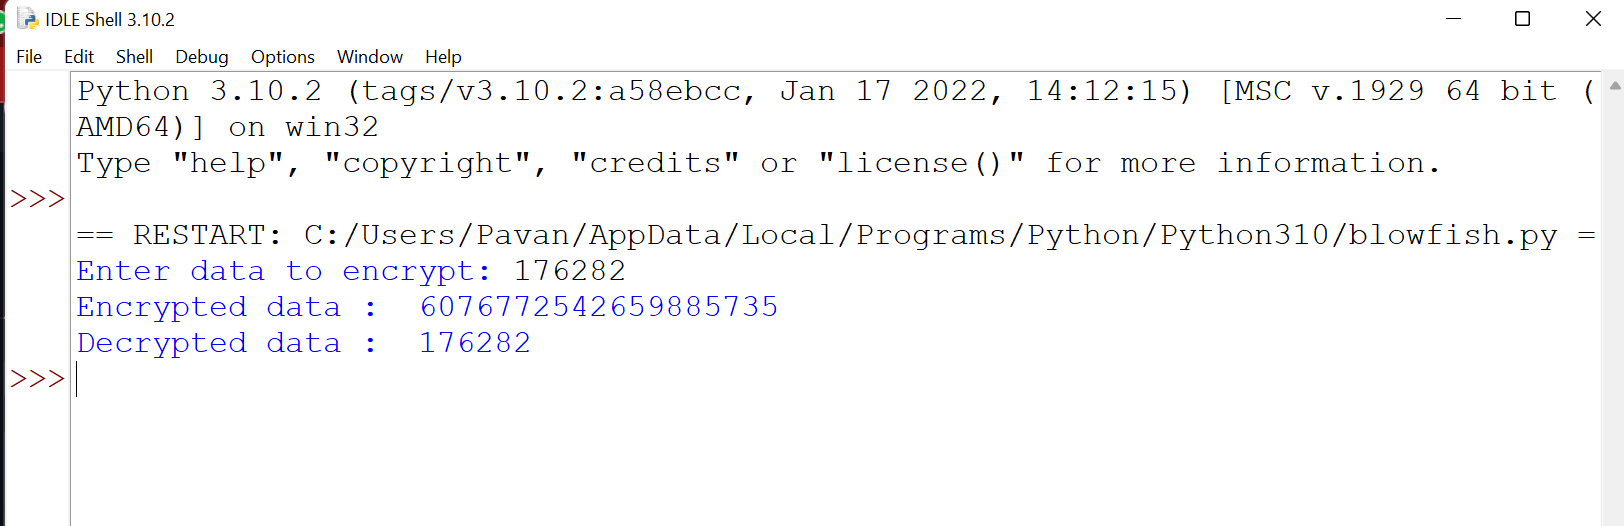 IDLE Shell 3.10.2
File Edit Shell Debug Options Window Help
Python 3.10.2 (tags/v3.10.2:a58ebcc, Jan 17 2022, 14:12:15) [MSC v.1929 64 bit (
AMD64)] on win32
Type "help", "copyright", "credits" or "license()" for more information.
>>>
== RESTART: C:/Users/Pavan/AppData/Local/Programs/Python/Python310/blowfish.py =
Enter data to encrypt: 176282
Encrypted data :  6076772542659885735
Decrypted data :  176282
>>>